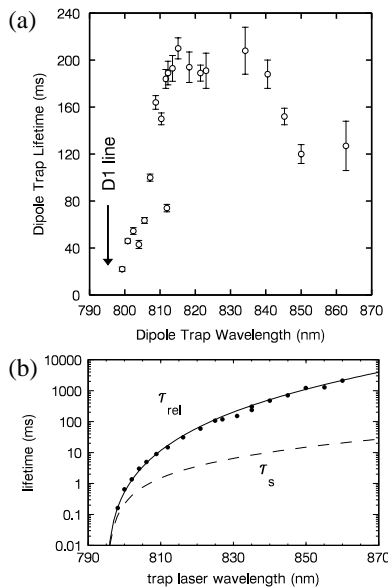 (a)
240
200
160
120
80
40
0
Dipole Trap Lifetime (ms)
D1 line
790 800 810 820 830 840 850 860 870
Dipole Trap Wavelength (nm)
(b)
10000
1000
100
10
1
0.1
0.01
lifetime (ms)
τrel
τs
790 810 830 850 870
trap laser wavelength (nm)